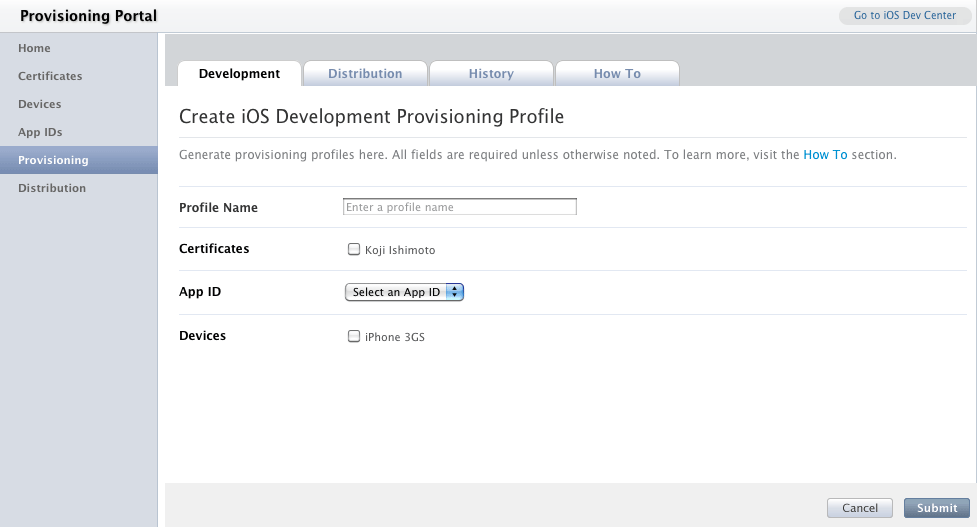 Provisioning Portal
Go to iOS Dev Center
Home
Certificates
Devices
App IDs
Provisioning
Distribution
Development
Distribution
History
How To
Create iOS Development Provisioning Profile
Generate provisioning profiles here. All fields are required unless otherwise noted. To learn more, visit the How To section.
Profile Name
Enter a profile name
Certificates
Koji Ishimoto
App ID
Select an App ID
Devices
iPhone 3GS
Cancel
Submit